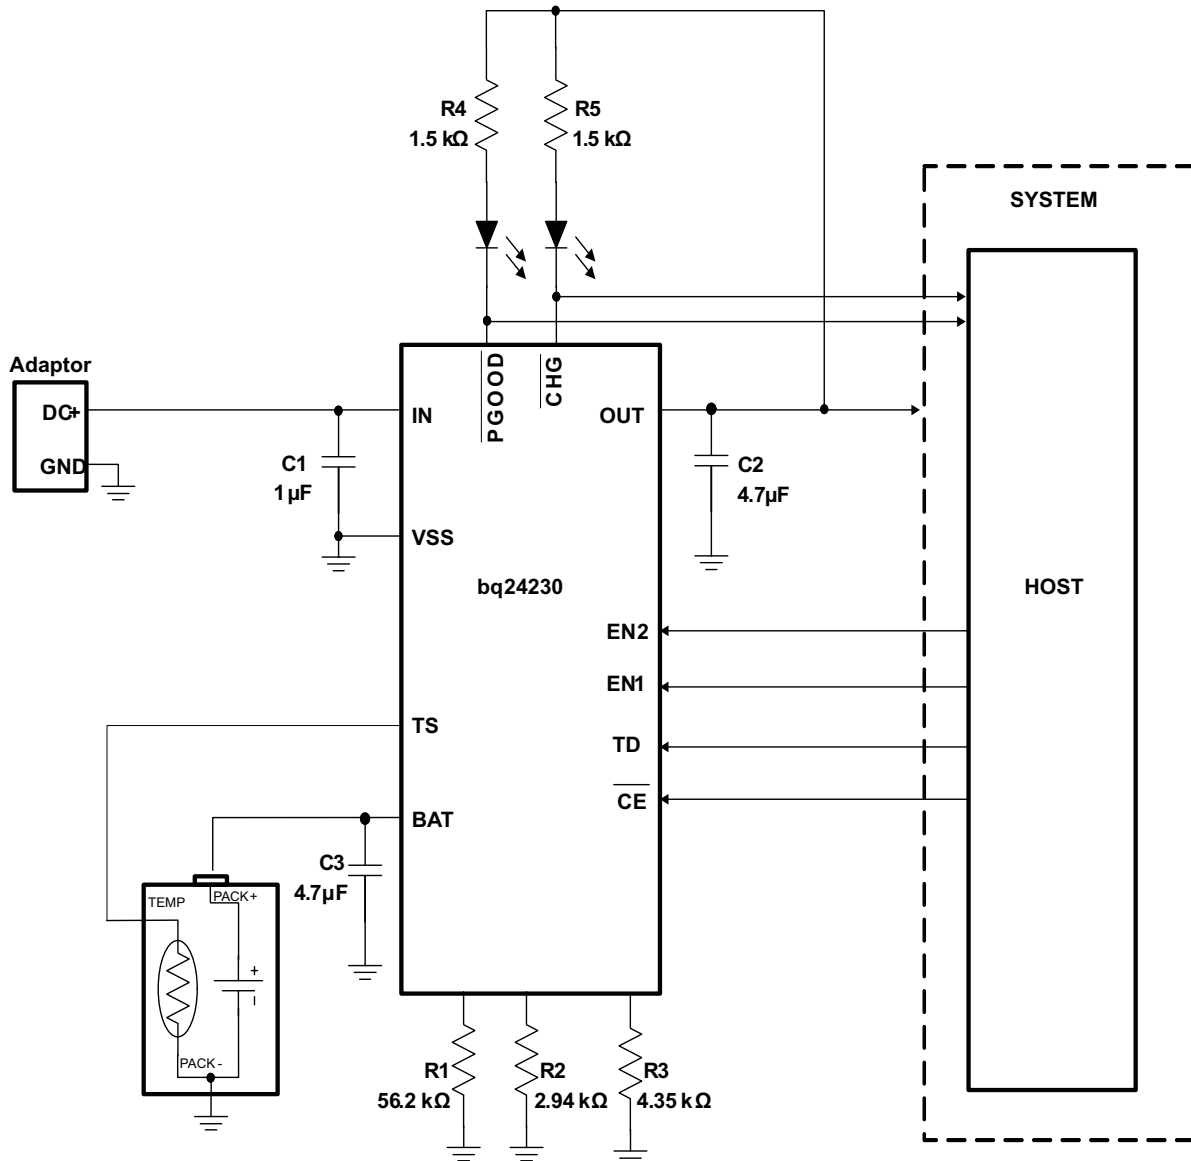 R4
1.5 kΩ
R5
1.5 kΩ
SYSTEM
Adaptor
DC+
GND
C1
1 µF
IN
PGOOD
CHG
OUT
C2
4.7µF
VSS
bq24230
HOST
EN2
EN1
TS
TD
CE
BAT
C3
4.7µF
TEMP
PACK+
+
-
PACK-
R1
56.2 kΩ
R2
2.94 kΩ
R3
4.35 kΩ